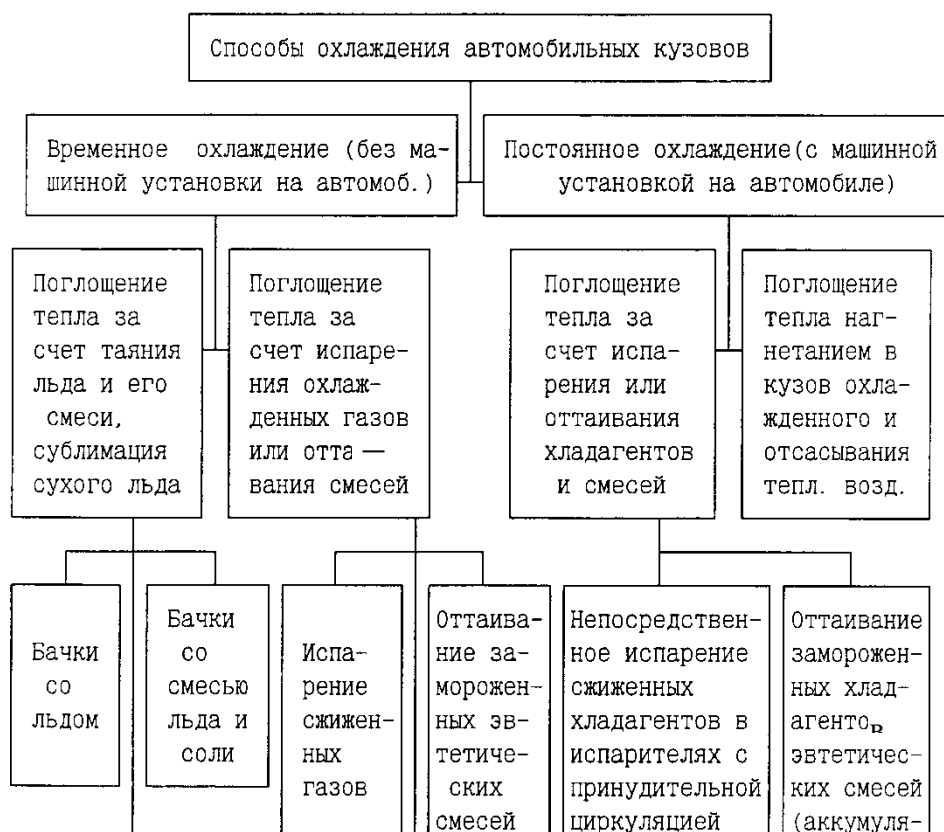 Способы охлаждения автомобильных кузовов
Временное охлаждение (без ма-
шинной установки на автомоб.)
Постоянное охлаждение(с машинной
установкой на автомобиле)
Поглощение
тепла за
счет таяния
льда и его
смеси,
сублимация
сухого льда
Поглощение
тепла за
счет испаре-
ния охлаж-
денных газов
или отта —
вания смесей
Поглощение
тепла за
счет испа-
рения или
оттаивания
хладагентов
и смесей
Поглощение
тепла наг-
нетанием в
кузов охла-
жденного и
отсасывания
тепл. возд.
Бачки
со
льдом
Бачки
со
смесью
льда и
соли
Испа-
рение
сжижен-
ных
газов
Оттаива-
ние за-
морожен-
ных эв-
тетиче-
ских
смесей
Непосредствен-
ное испарение
сжиженных
хладагентов в
испарителях с
принудительной
циркуляцией
Оттаивание
заморожен-
ных хлад-
агентов
эвтетичес-
ких смесей
(аккумуля-